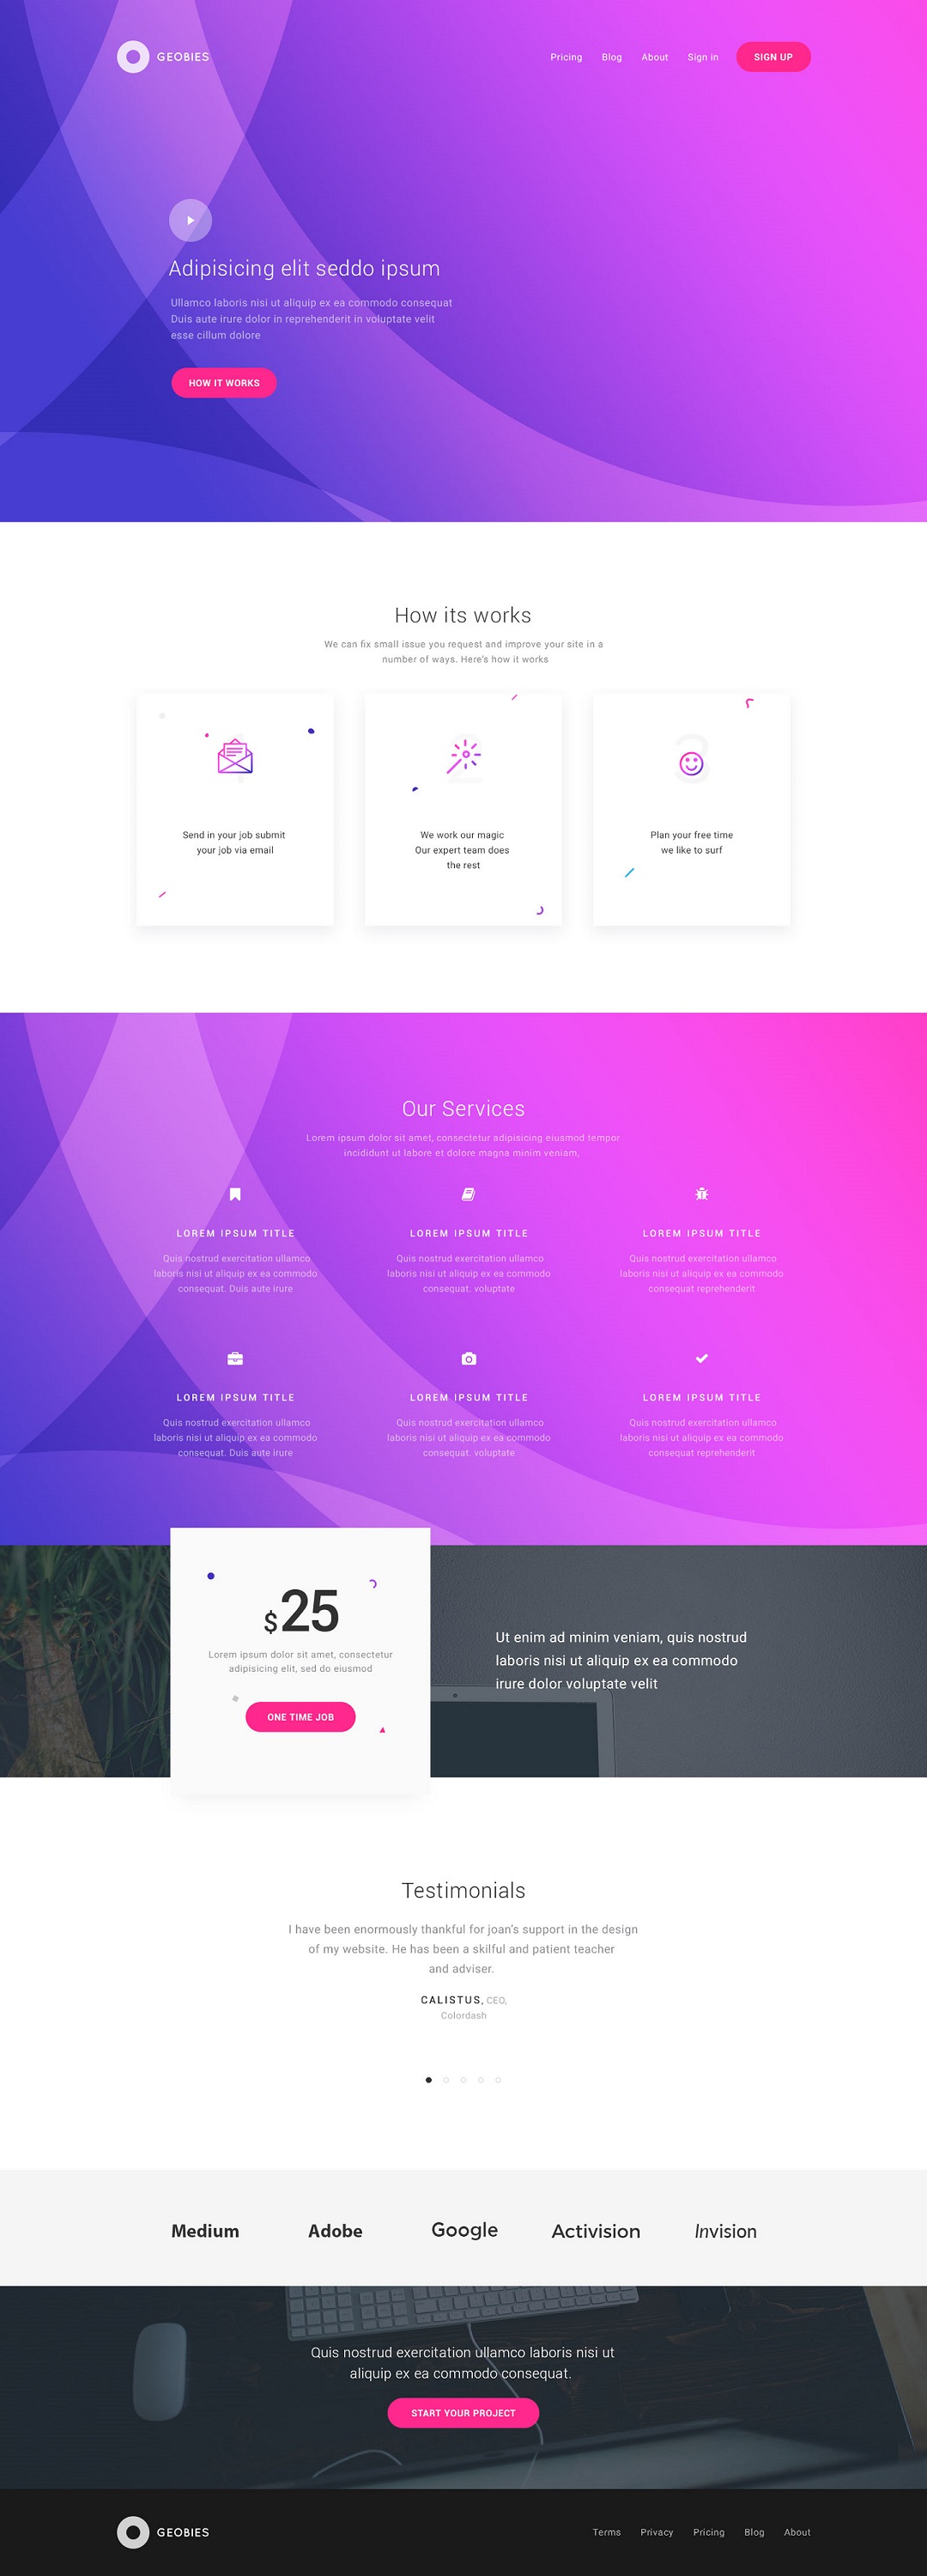 GEOBIES
Pricing Blog About Sign in SIGN UP
Adipisicing elit seddo ipsum
Ullamco laboris nisi ut aliquip ex ea commodo consequat
Duis aute irure dolor in reprehenderit in voluptate velit
esse cillum dolore
HOW IT WORKS
How its works
We can fix small issue you request and improve your site in a
number of ways. Here's how it works
Send in your job submit
your job via email
2
We work our magic
Our expert team does
the rest
3
Plan your free time
we like to surf
Our Services
Lorem ipsum dolor sit amet, consectetur adipisicing eiusmod tempor
incididunt ut labore et dolore magna minim veniam,
LOREM IPSUM TITLE
Quis nostrud exercitation ullamco
laboris nisi ut aliquip ex ea commodo
consequat. Duis aute irure
LOREM IPSUM TITLE
Quis nostrud exercitation ullamco
laboris nisi ut aliquip ex ea commodo
consequat. voluptate
LOREM IPSUM TITLE
Quis nostrud exercitation ullamco
laboris nisi ut aliquip ex ea commodo
consequat reprehenderit
LOREM IPSUM TITLE
Quis nostrud exercitation ullamco
laboris nisi ut aliquip ex ea commodo
consequat. Duis aute irure
LOREM IPSUM TITLE
Quis nostrud exercitation ullamco
laboris nisi ut aliquip ex ea commodo
consequat. voluptate
LOREM IPSUM TITLE
Quis nostrud exercitation ullamco
laboris nisi ut aliquip ex ea commodo
consequat reprehenderit
$25
Lorem ipsum dolor sit amet, consectetur
adipisicing elit, sed do eiusmod
ONE TIME JOB
Ut enim ad minim veniam, quis nostrud
laboris nisi ut aliquip ex ea commodo
irure dolor voluptate velit
Testimonials
I have been enormously thankful for joan's support in the design
of my website. He has been a skilful and patient teacher
and adviser.
CALISTUS, CEO,
Colordash
Medium Adobe Google Activision Invision
Quis nostrud exercitation ullamco laboris nisi ut
aliquip ex ea commodo consequat.
START YOUR PROJECT
GEOBIES
Terms Privacy Pricing Blog About